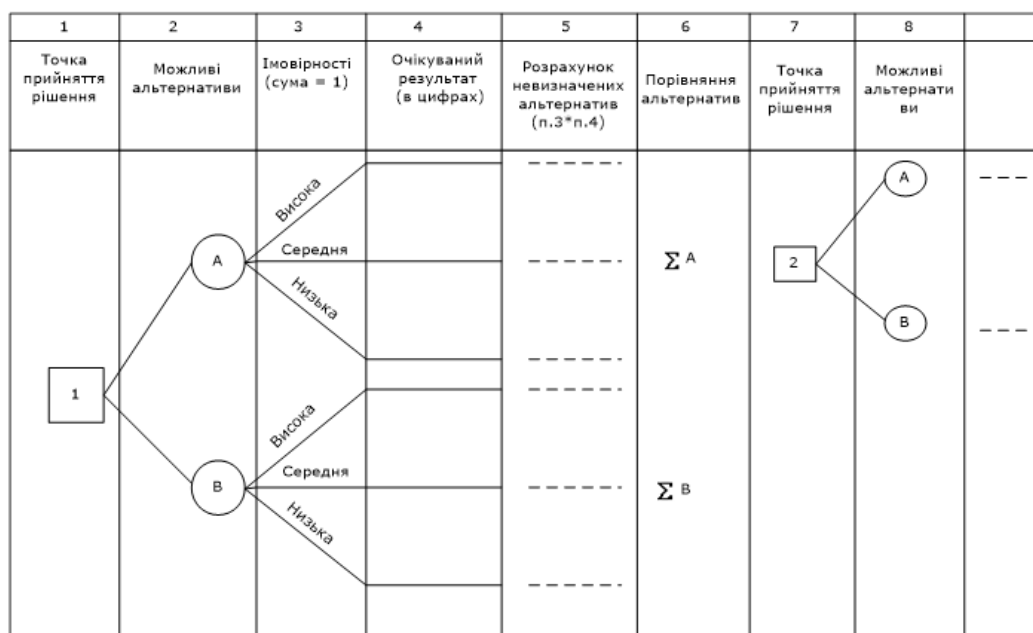 1
2
3
4
5
6
7
8
Точка
прийняття
рішення
Можливі
альтернативи
Імовірності
(сума = 1)
Очікуваний
результат
(в цифрах)
Розрахунок
невизначених
альтернатив
(п.3*п.4)
Порівняння
альтернатив
Точка
прийняття
рішення
Можливі
альтернати
ви
Висока
A
Середня
Σ A
2
A
B
Низька
1
Висока
B
Середня
Σ B
Низька